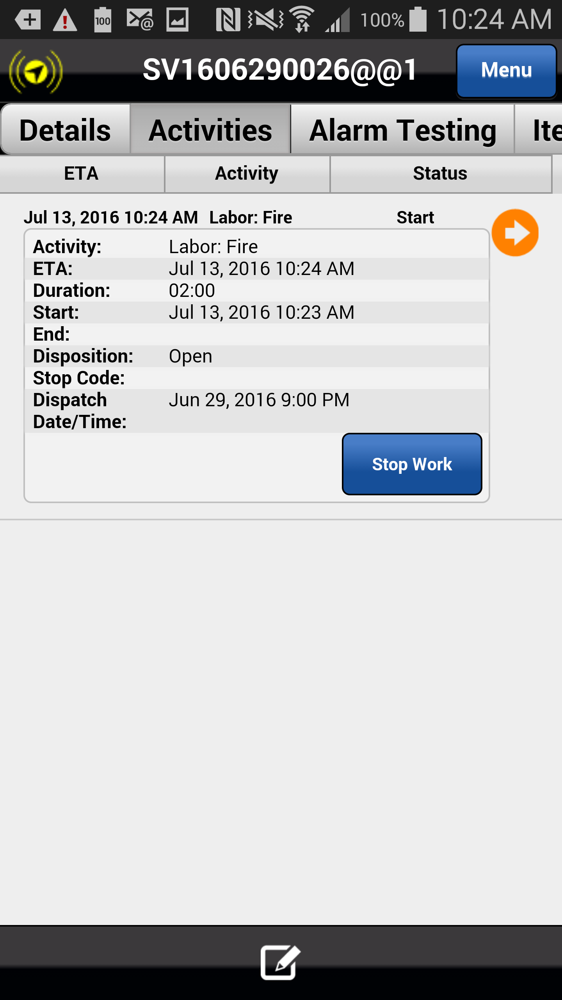 100 100% 10:24 AM
SV1606290026@@1 Menu
Details Activities Alarm Testing Ite
ETA Activity Status
Jul 13, 2016 10:24 AM Labor: Fire Start
Activity: Labor: Fire
ETA: Jul 13, 2016 10:24 AM
Duration: 02:00
Start: Jul 13, 2016 10:23 AM
End:
Disposition: Open
Stop Code:
Dispatch Jun 29, 2016 9:00 PM
Date/Time:
Stop Work